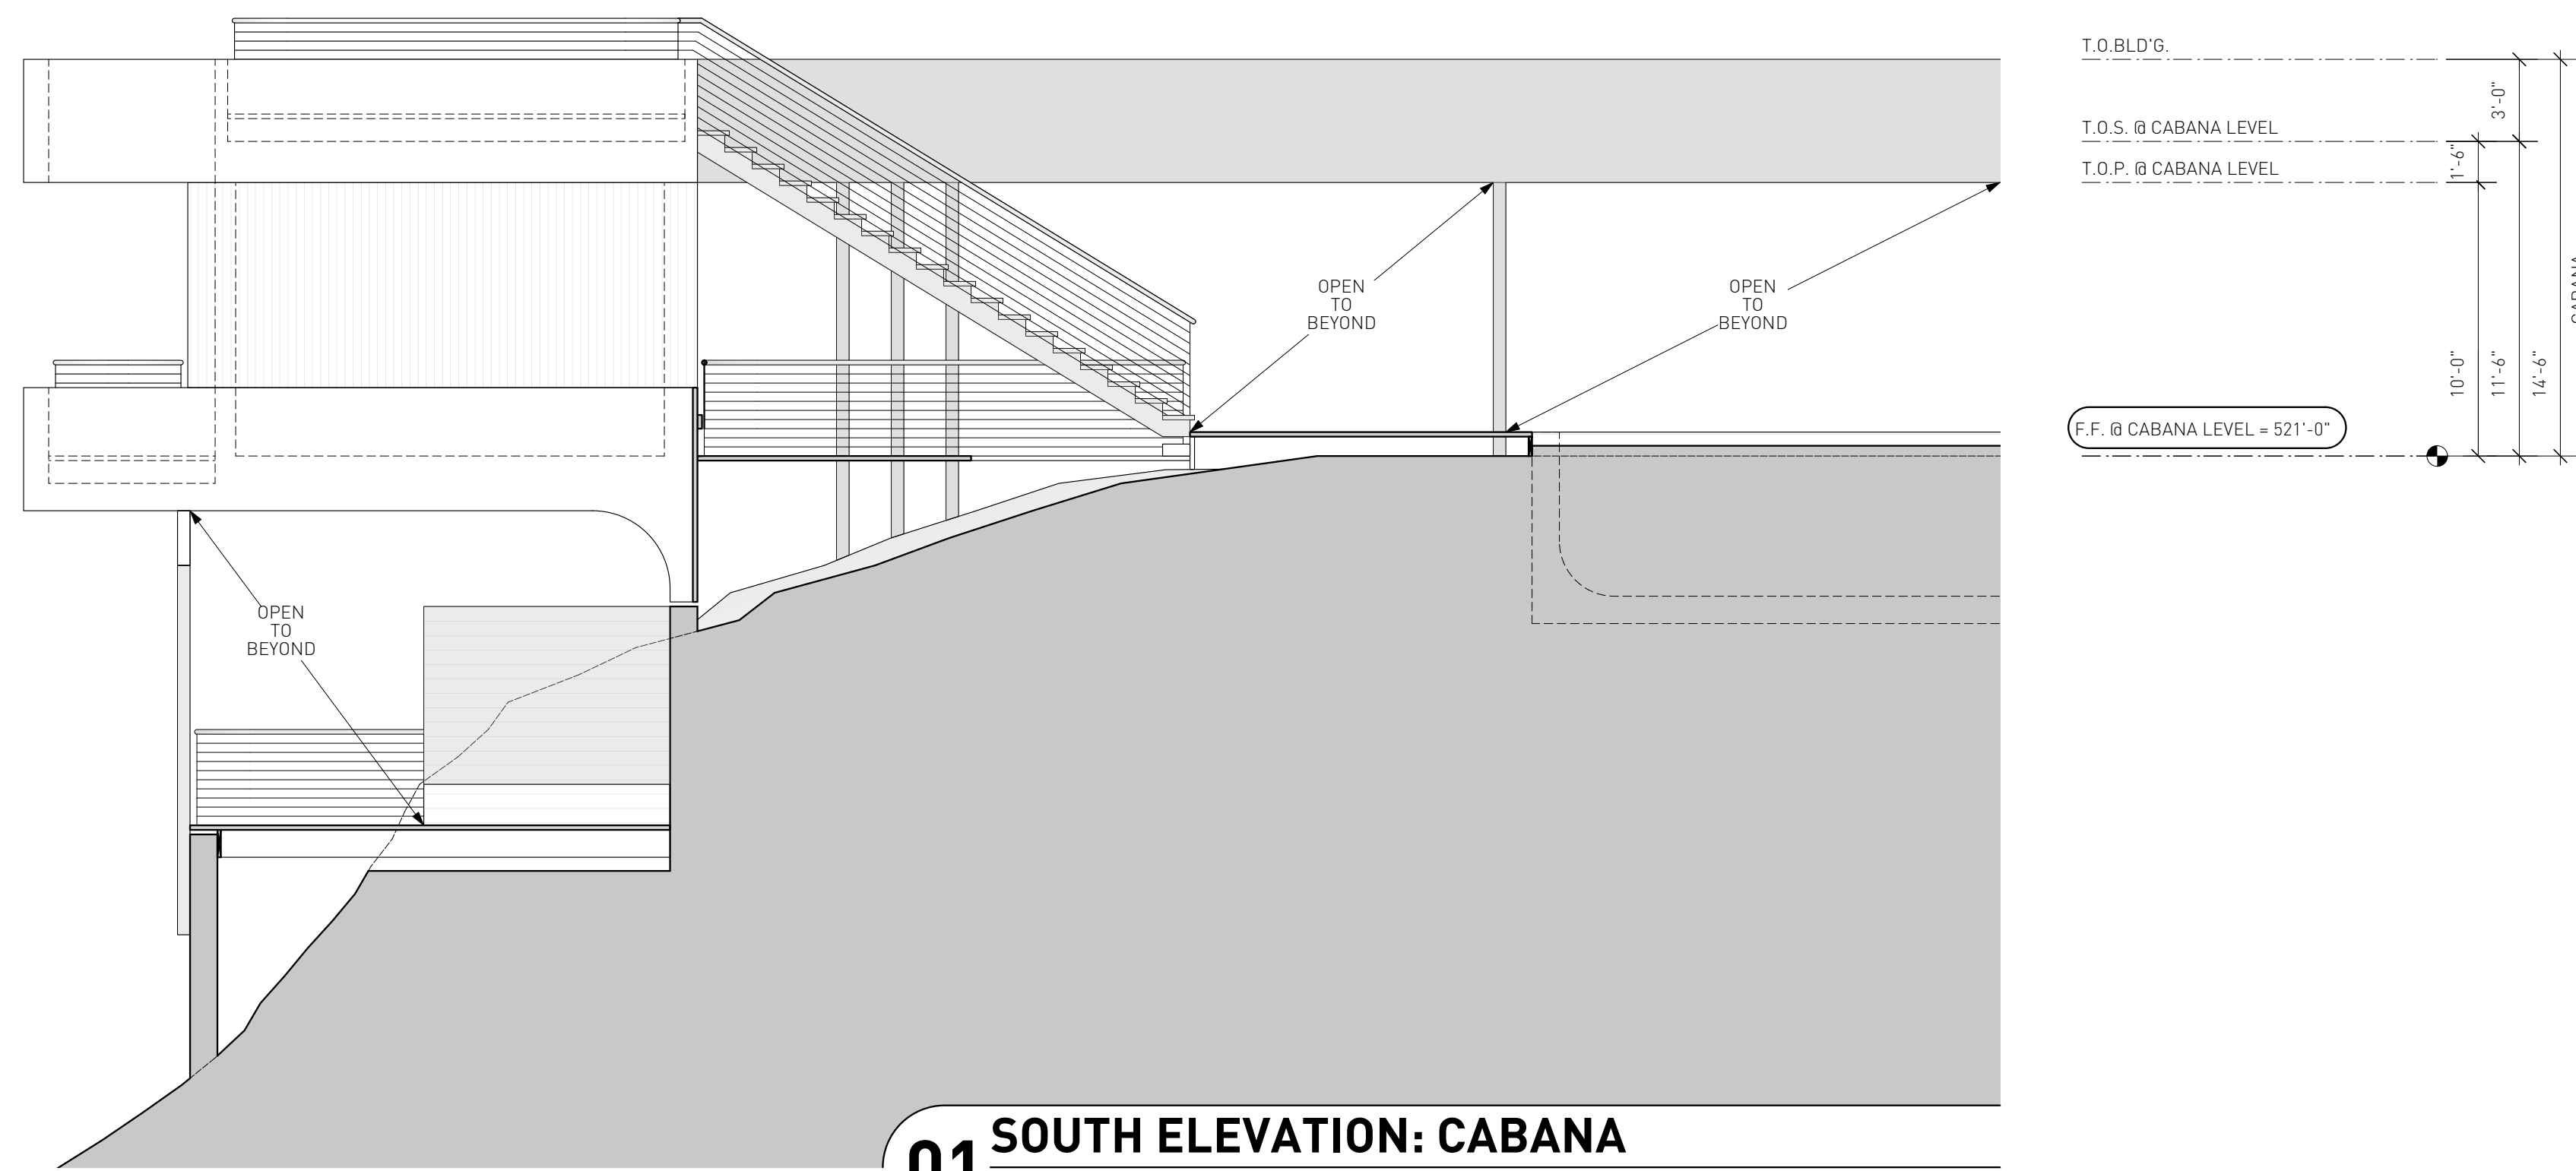 T.O.BLD'G.
3'-0"
T.O.S. @ CABANA LEVEL
1'-6"
T.O.P. @ CABANA LEVEL
OPEN
TO
BEYOND
OPEN
TO
BEYOND
10'-0"
11'-6"
14'-6"
F.F. @ CABANA LEVEL = 521'-0"
OPEN
TO
BEYOND
01
SOUTH ELEVATION: CABANA